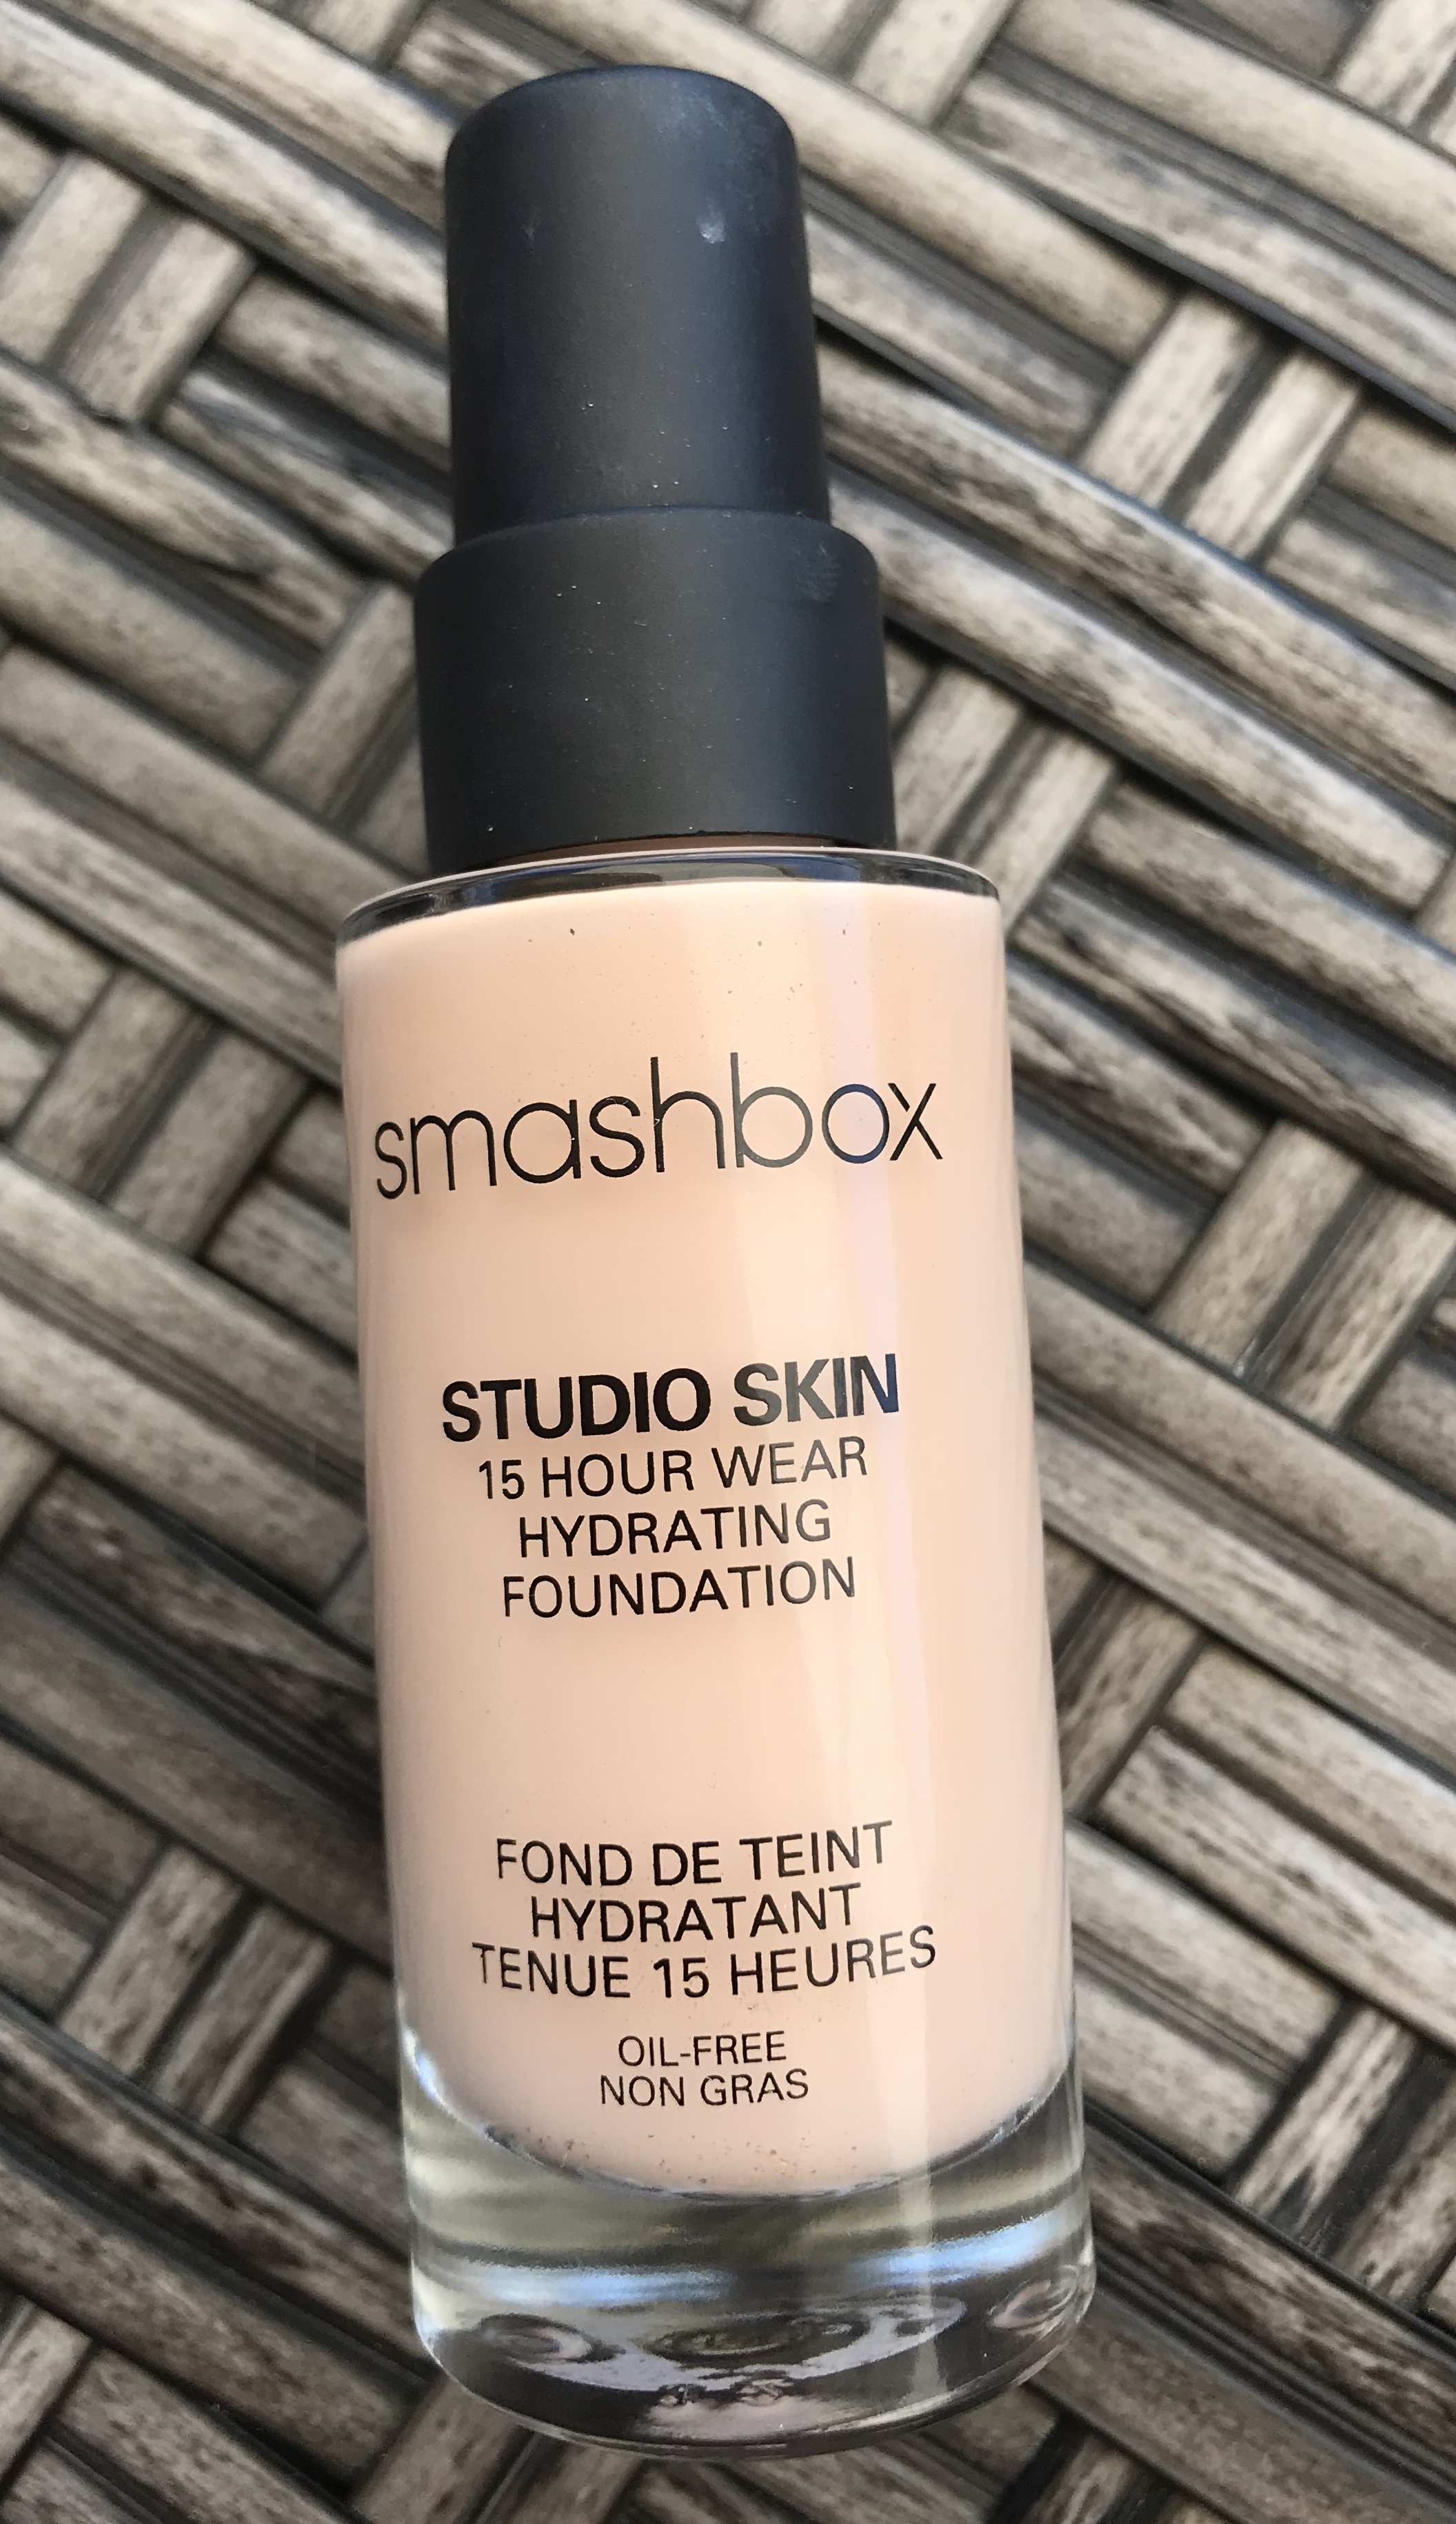 smashbox
STUDIO SKIN
15 HOUR WEAR
HYDRATING
FOUNDATION
FOND DE TEINT
HYDRATANT
TENUE 15 HEURES
OIL-FREE
NON GRAS